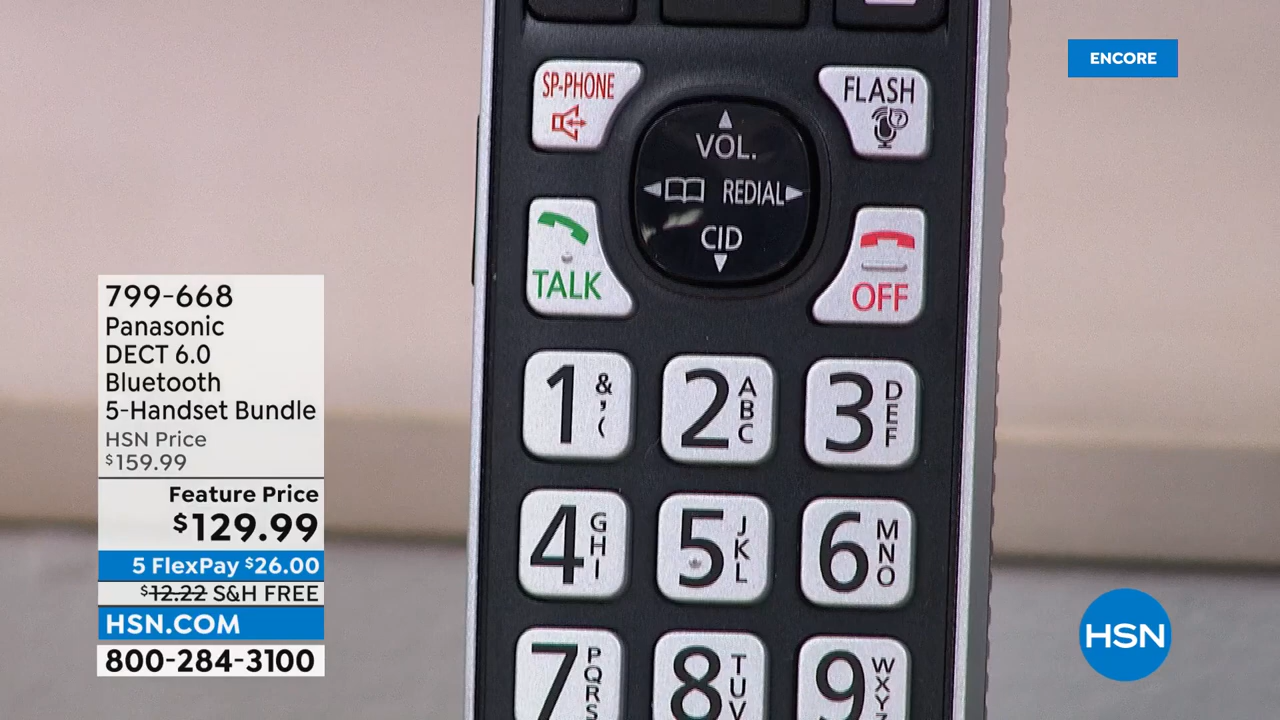 ENCORE
SP-PHONE
FLASH
VOL.
REDIAL
CID
TALK
OFF
1 & ' (
2 ABC
3 DEF
4 GHI
5 JKL
6 MNO
7 PQRS
8 TUV
9 WXYZ
799-668
Panasonic
DECT 6.0
Bluetooth
5-Handset Bundle
HSN Price
$159.99
Feature Price
$129.99
5 FlexPay $26.00
$12.22 S&H FREE
HSN.COM
800-284-3100
HSN